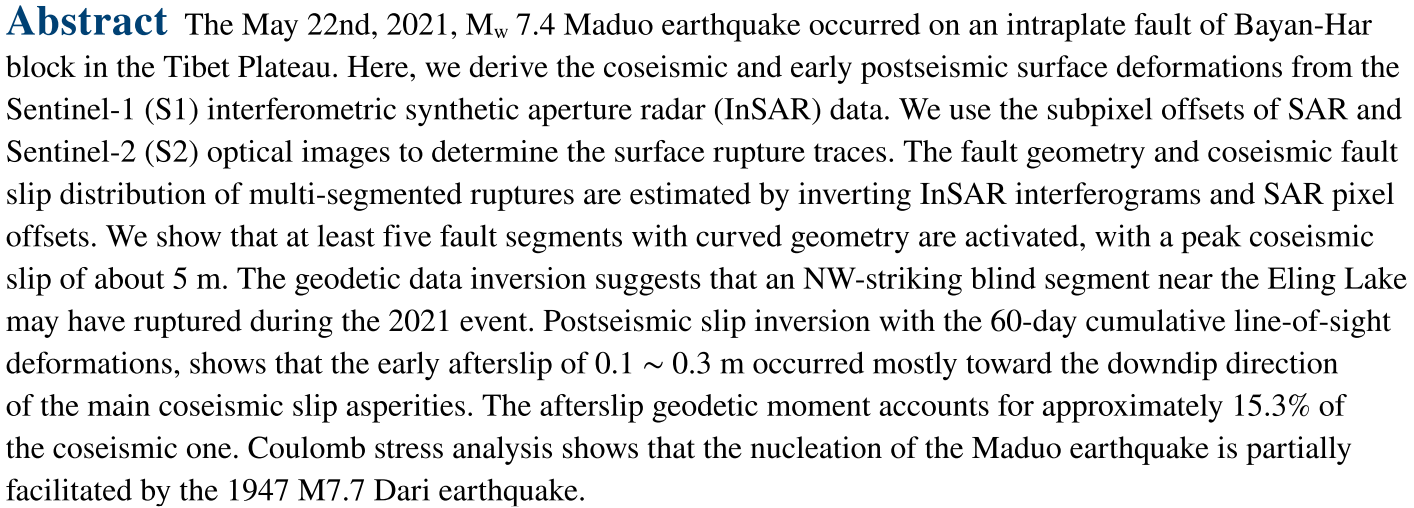 Abstract The May 22nd, 2021, Mw 7.4 Maduo earthquake occurred on an intraplate fault of Bayan-Har
block in the Tibet Plateau. Here, we derive the coseismic and early postseismic surface deformations from the
Sentinel-1 (S1) interferometric synthetic aperture radar (InSAR) data. We use the subpixel offsets of SAR and
Sentinel-2 (S2) optical images to determine the surface rupture traces. The fault geometry and coseismic fault
slip distribution of multi-segmented ruptures are estimated by inverting InSAR interferograms and SAR pixel
offsets. We show that at least five fault segments with curved geometry are activated, with a peak coseismic
slip of about 5 m. The geodetic data inversion suggests that an NW-striking blind segment near the Eling Lake
may have ruptured during the 2021 event. Postseismic slip inversion with the 60-day cumulative line-of-sight
deformations, shows that the early afterslip of 0.1 ∼ 0.3 m occurred mostly toward the downdip direction
of the main coseismic slip asperities. The afterslip geodetic moment accounts for approximately 15.3% of
the coseismic one. Coulomb stress analysis shows that the nucleation of the Maduo earthquake is partially
facilitated by the 1947 M7.7 Dari earthquake.